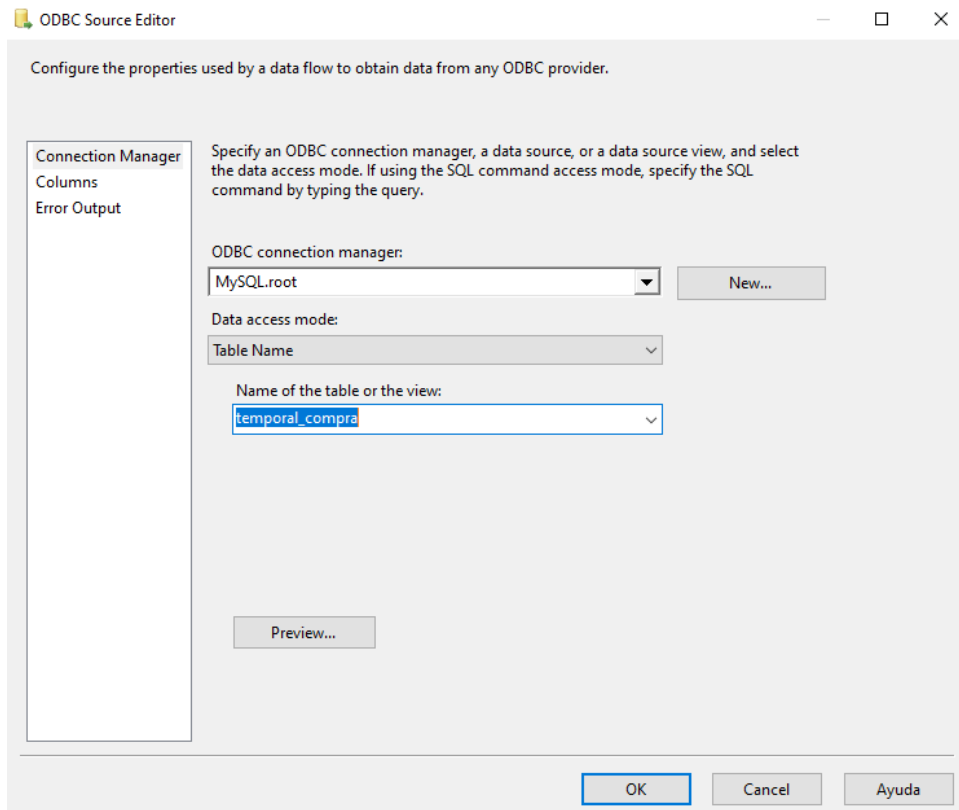 ODBC Source Editor
Configure the properties used by a data flow to obtain data from any ODBC provider.
Connection Manager
Columns
Error Output
Specify an ODBC connection manager, a data source, or a data source view, and select
the data access mode. If using the SQL command access mode, specify the SQL
command by typing the query.
ODBC connection manager:
MySQL.root
New...
Data access mode:
Table Name
Name of the table or the view:
temporal_compra
Preview...
OK
Cancel
Ayuda